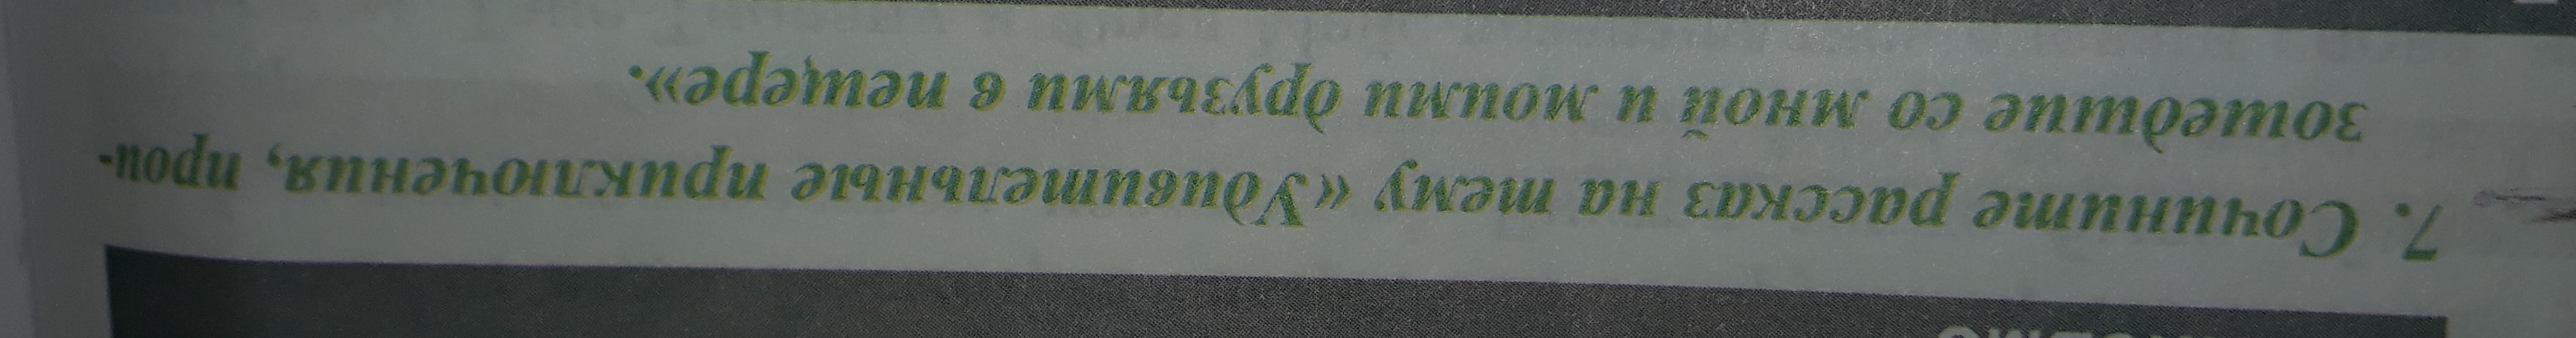 7. Сочините рассказ на тему «Удивительные приключения, прои-
зошедшие со мной и моими друзьями в пещере».